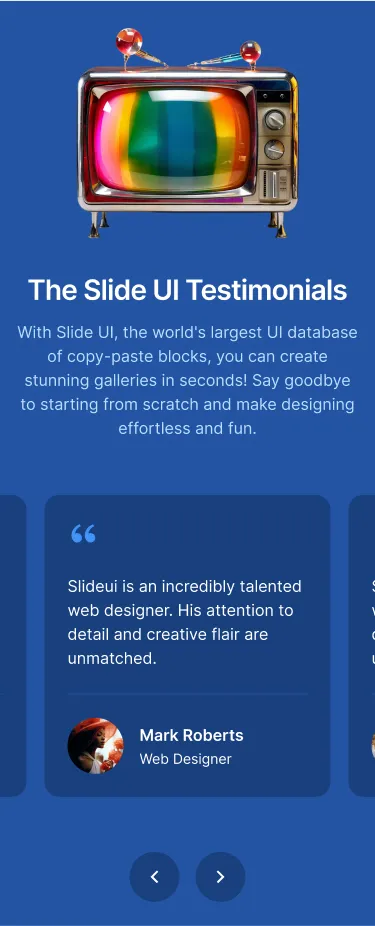 The Slide UI Testimonials
With Slide UI, the world's largest UI database
of copy-paste blocks, you can create
stunning galleries in seconds! Say goodbye
to starting from scratch and make designing
effortless and fun.
“
Slideui is an incredibly talented
web designer. His attention to
detail and creative flair are
unmatched.
Mark Roberts
Web Designer